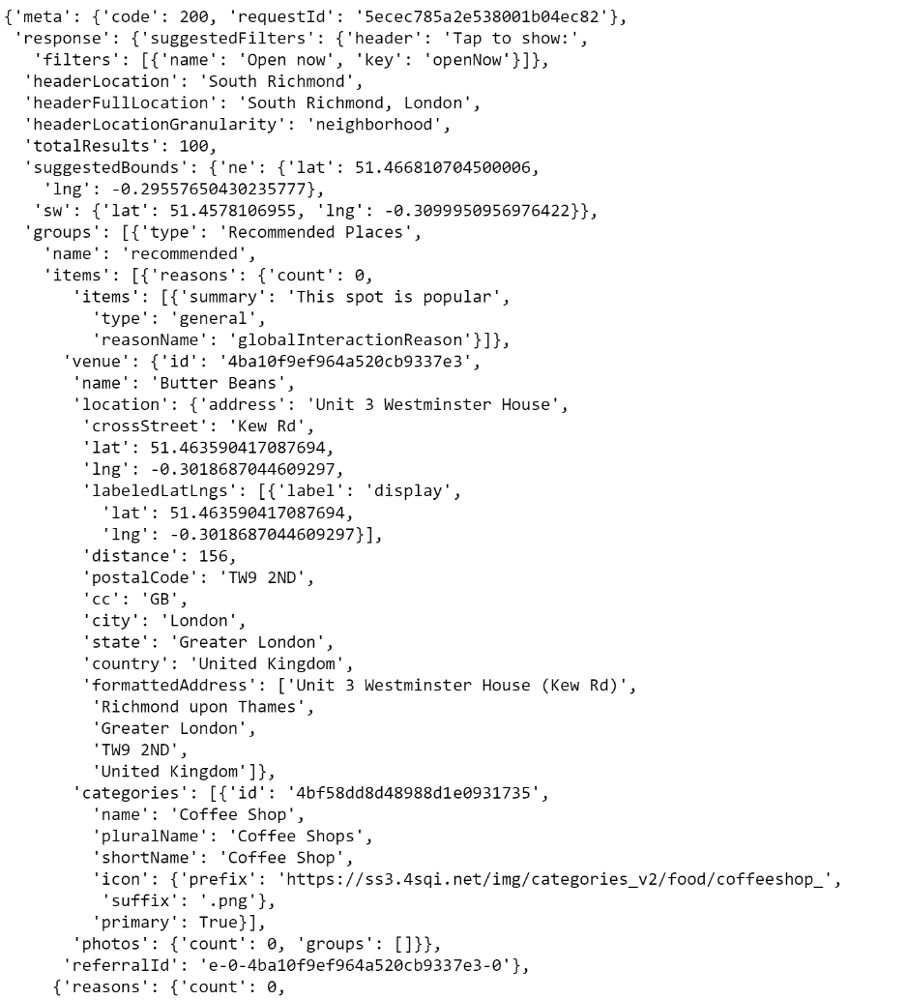 {'meta': {'code': 200, 'requestId': '5ecec785a2e538001b04ec82'},
'response': {'suggestedFilters': {'header': 'Tap to show:',
'filters': [{'name': 'Open now', 'key': 'openNow'}]},
'headerLocation': 'South Richmond',
'headerFullLocation': 'South Richmond, London',
'headerLocationGranularity': 'neighborhood',
'totalResults': 100,
'suggestedBounds': {'ne': {'lat': 51.466810704500006,
'lng': -0.29557650430235777},
'sw': {'lat': 51.4578106955, 'lng': -0.3099950956976422}},
'groups': [{'type': 'Recommended Places',
'name': 'recommended',
'items': [{'reasons': {'count': 0,
'items': [{'summary': 'This spot is popular',
'type': 'general',
'reasonName': 'globalInteractionReason'}]},
'venue': {'id': '4ba10f9ef964a520cb9337e3',
'name': 'Butter Beans',
'location': {'address': 'Unit 3 Westminster House',
'crossStreet': 'Kew Rd',
'lat': 51.463590417087694,
'lng': -0.3018687044609297,
'labeledLatLngs': [{'label': 'display',
'lat': 51.463590417087694,
'lng': -0.3018687044609297}],
'distance': 156,
'postalCode': 'TW9 2ND',
'cc': 'GB',
'city': 'London',
'state': 'Greater London',
'country': 'United Kingdom',
'formattedAddress': ['Unit 3 Westminster House (Kew Rd)',
'Richmond upon Thames',
'Greater London',
'TW9 2ND',
'United Kingdom']},
'categories': [{'id': '4bf58dd8d48988d1e0931735',
'name': 'Coffee Shop',
'pluralName': 'Coffee Shops',
'shortName': 'Coffee Shop',
'icon': {'prefix': 'https://ss3.4sqi.net/img/categories_v2/food/coffeeshop_',
'suffix': '.png'},
'primary': True}],
'photos': {'count': 0, 'groups': []}},
'referralId': 'e-0-4ba10f9ef964a520cb9337e3-0'},
{'reasons': {'count': 0,